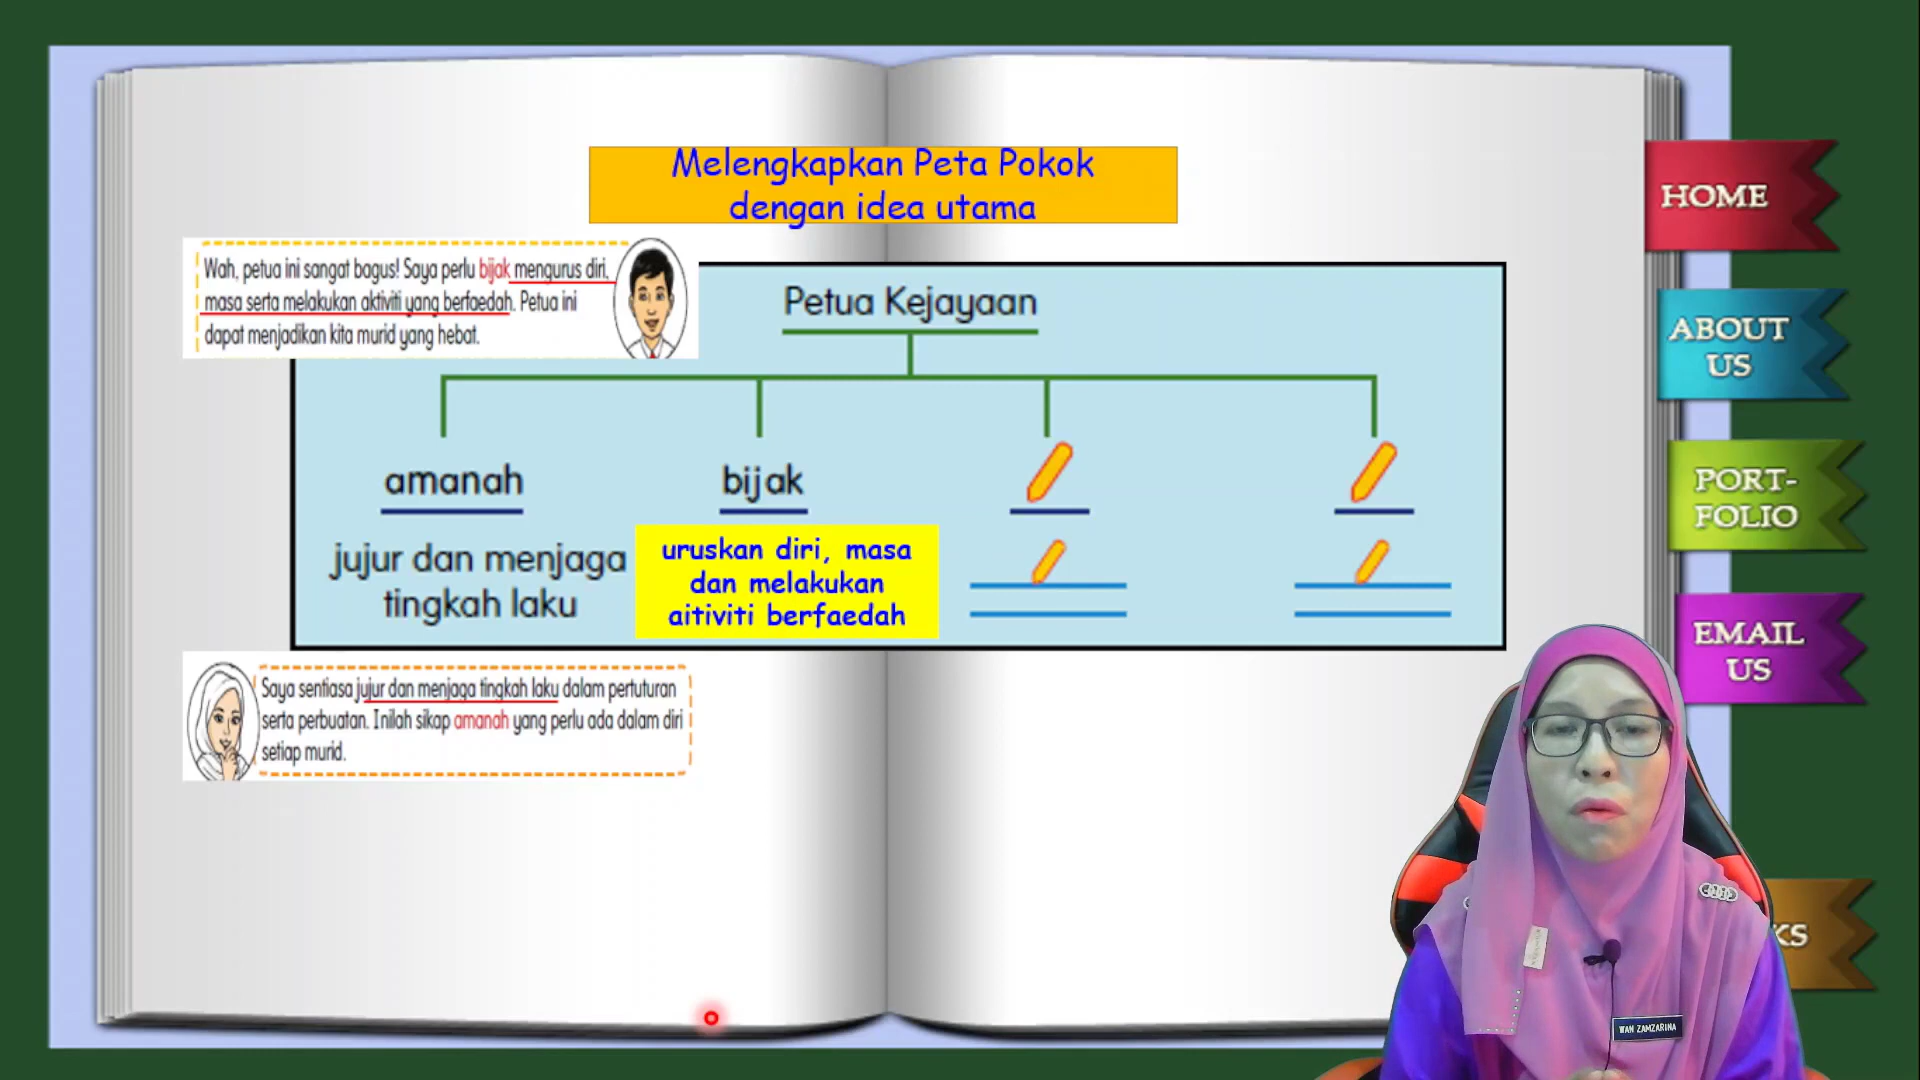 Melengkapkan Peta Pokok
dengan idea utama
Wah, petua ini sangat bagus! Saya perlu bijak mengurus diri,
masa serta melakukan aktiviti yang berfaedah. Petua ini
dapat menjadikan kita murid yang hebat.
Petua Kejayaan
amanah
bijak
jujur dan menjaga
tingkah laku
uruskan diri, masa
dan melakukan
aitiviti berfaedah
Saya sentiasa jujur dan menjaga tingkah laku dalam pertuturan
serta perbuatan. Inilah sikap amanah yang perlu ada dalam diri
setiap murid.
HOME
ABOUT
US
PORT-
FOLIO
EMAIL
US
KS
WAN ZAMZARINA